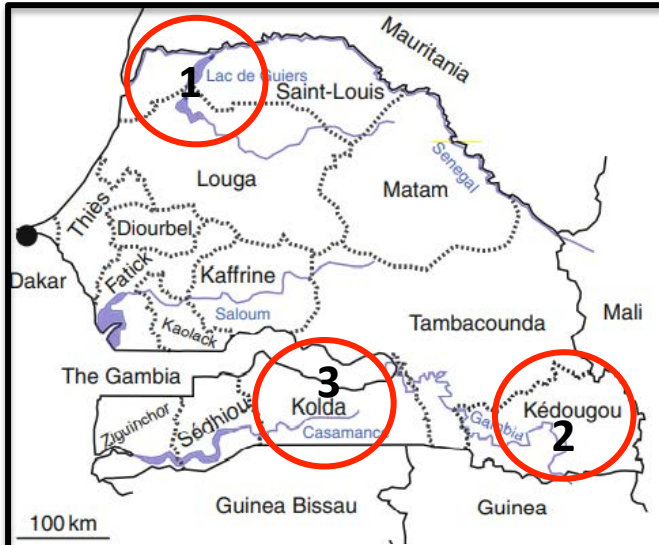 Mauritania
1
Lac de Guiers
Saint-Louis
Senegal
Louga
Matam
Thiès
Diourbel
Dakar
Fatick
Kaffrine
Saloum
Kaolack
Tambacounda
Mali
The Gambia
3
Ziguinchor
Sédhiou
Kolda
Casamance
Kédougou
Gambia
2
Guinea Bissau
Guinea
100 km